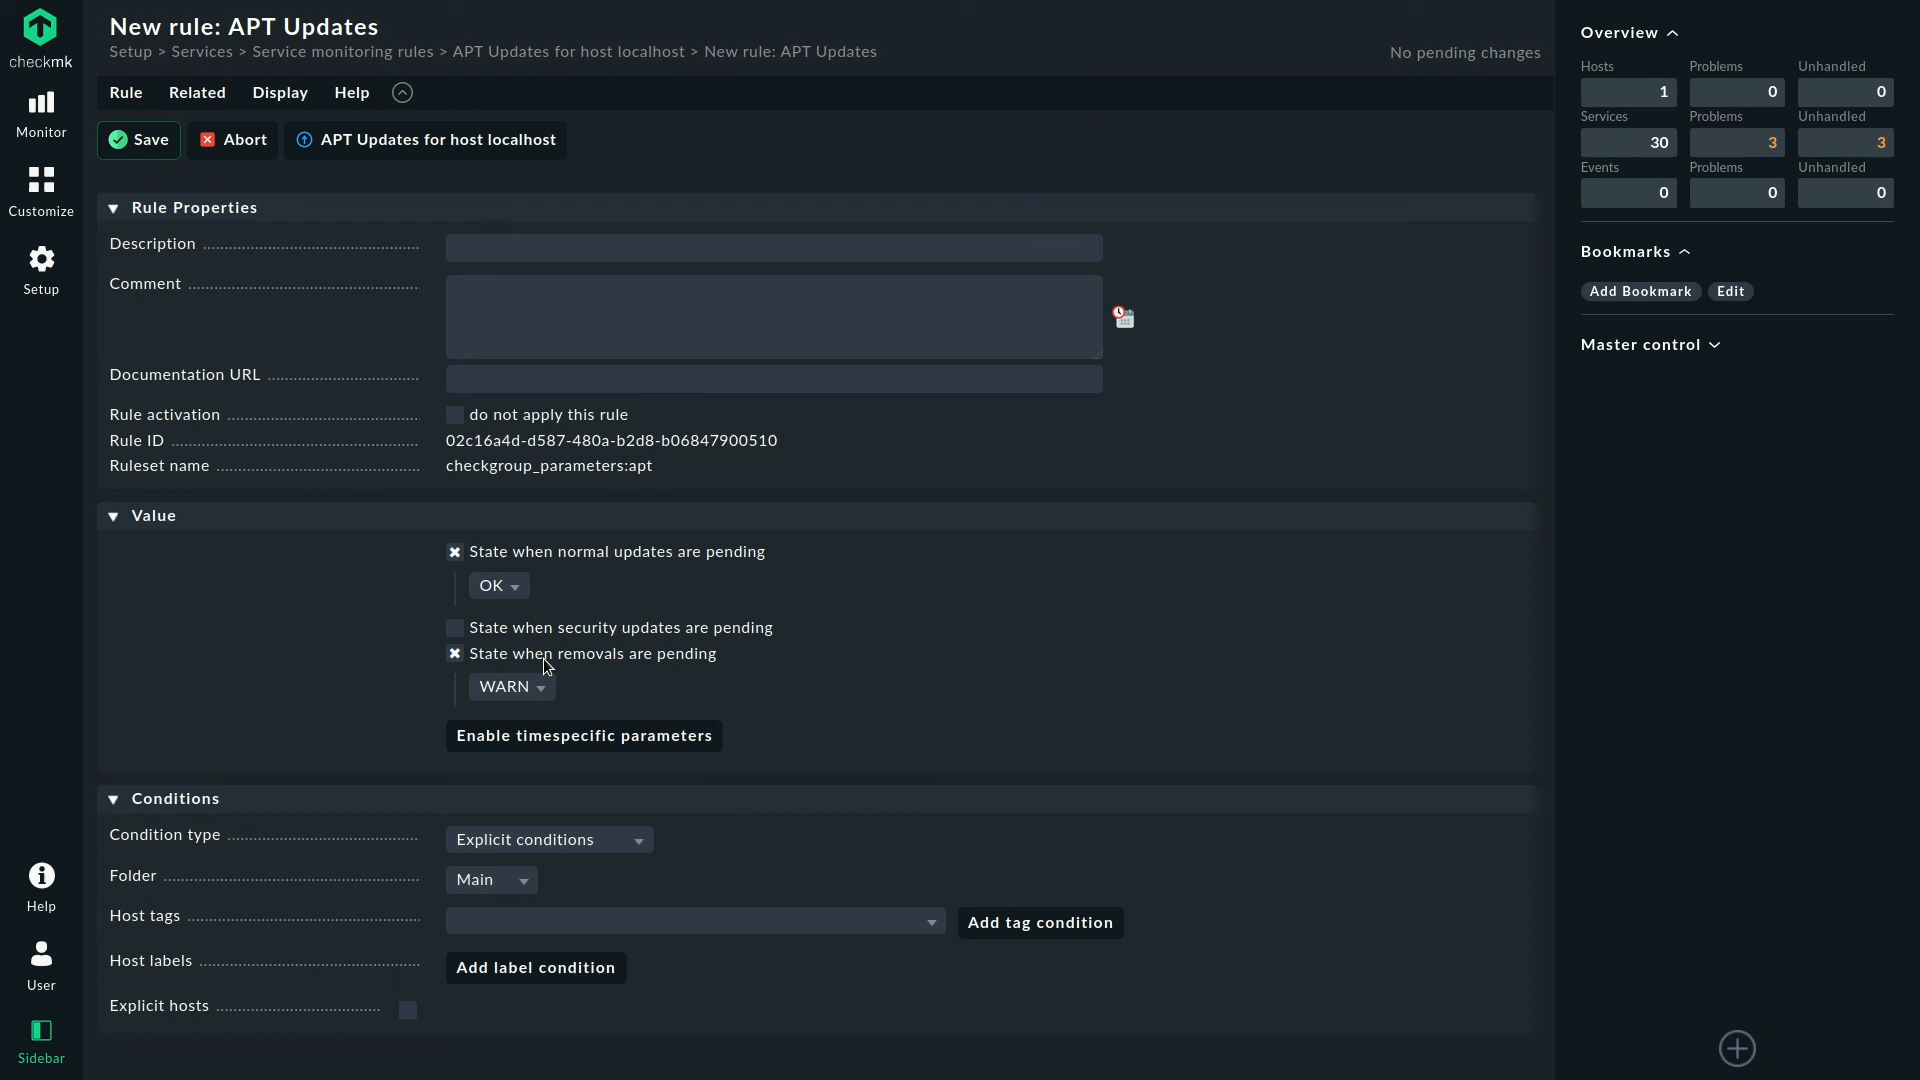 New rule: APT Updates
Setup > Services > Service monitoring rules > APT Updates for host localhost > New rule: APT Updates
No pending changes
checkmk
Monitor
Customize
Setup
Help
User
Sidebar
Rule Related Display Help
Save Abort APT Updates for host localhost
Rule Properties
Description
Comment
Documentation URL
Rule activation do not apply this rule
Rule ID 02c16a4d-d587-480a-b2d8-b06847900510
Ruleset name checkgroup_parameters:apt
Value
State when normal updates are pending
OK
State when security updates are pending
State when removals are pending
WARN
Enable timespecific parameters
Conditions
Condition type Explicit conditions
Folder Main
Host tags Add tag condition
Host labels Add label condition
Explicit hosts
Overview
Hosts Problems Unhandled
1 0 0
Services Problems Unhandled
30 3 3
Events Problems Unhandled
0 0 0
Bookmarks
Add Bookmark Edit
Master control